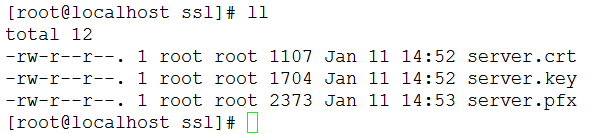 [root@localhost ssl]# ll
total 12
-rw-r--r--. 1 root root 1107 Jan 11 14:52 server.crt
-rw-r--r--. 1 root root 1704 Jan 11 14:52 server.key
-rw-r--r--. 1 root root 2373 Jan 11 14:53 server.pfx
[root@localhost ssl]#